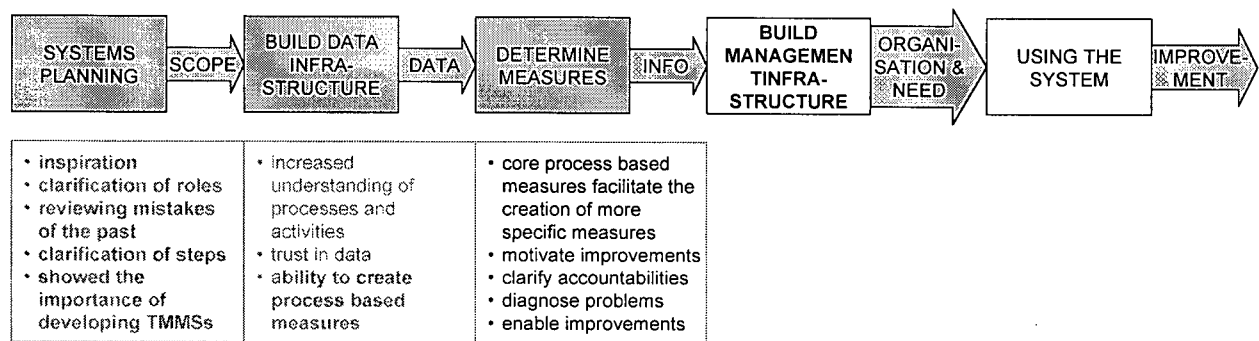 SYSTEMS
PLANNING
SCOPE
BUILD DATA
INFRA-
STRUCTURE
DATA
DETERMINE
MEASURES
INFO
BUILD
MANAGEMEN
TINFRA-
STRUCTURE
ORGANI-
SATION &
NEED
USING THE
SYSTEM
IMPROVE-
MENT
• inspiration
• clarification of roles
• reviewing mistakes
of the past
• clarification of steps
• showed the
importance of
developing TMMSs
• increased
understanding of
processes and
activities
• trust in data
• ability to create
process based
measures
• core process based
measures facilitate the
creation of more
specific measures
• motivate improvements
• clarify accountabilities
• diagnose problems
• enable improvements